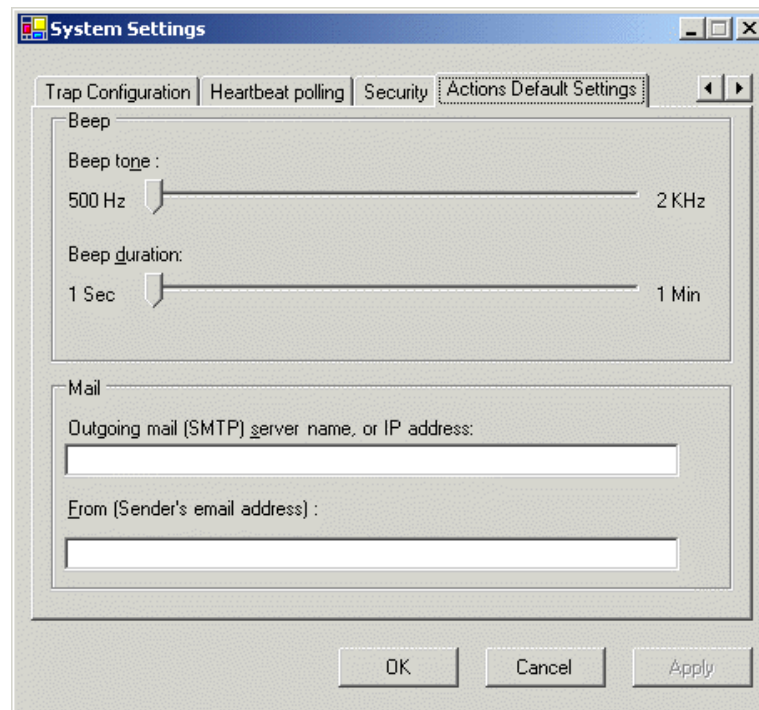 System Settings
Trap Configuration Heartbeat polling Security Actions Default Settings
Beep
Beep tone :
500 Hz 2 KHz
Beep duration:
1 Sec 1 Min
Mail
Outgoing mail (SMTP) server name, or IP address:
From (Sender's email address) :
OK Cancel Apply